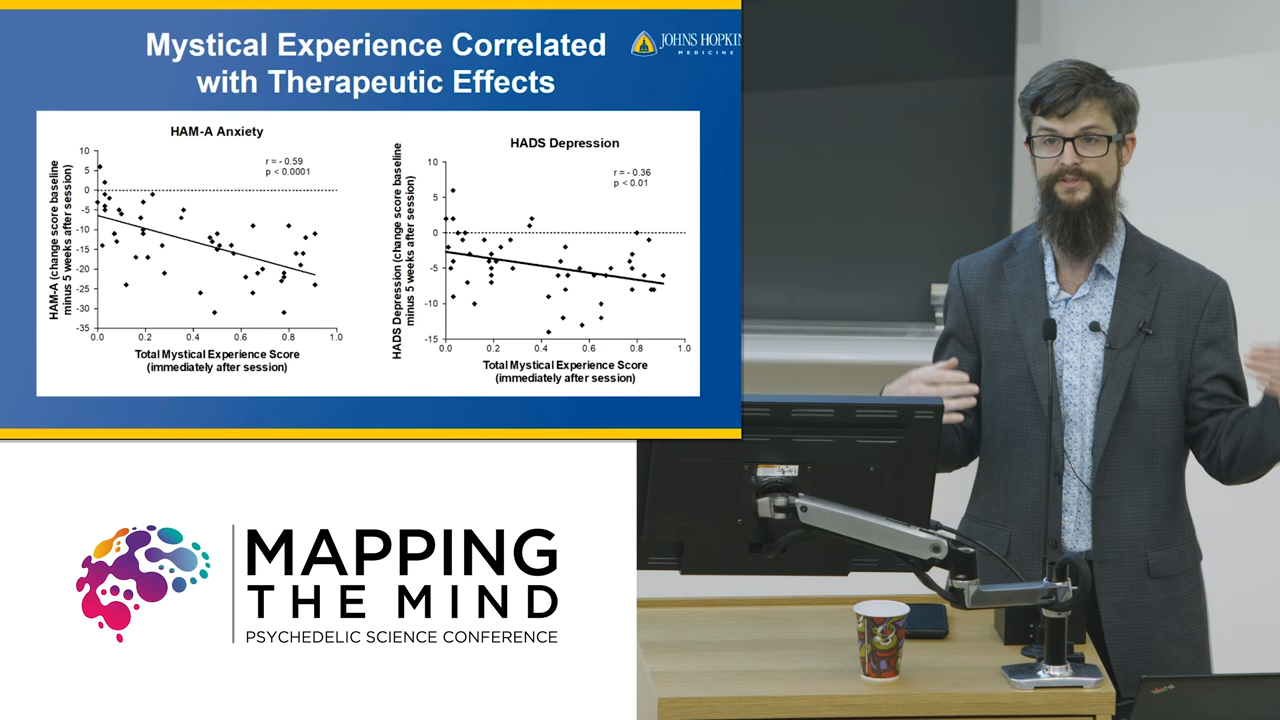 Mystical Experience Correlated
with Therapeutic Effects
JOHNS HOPKIN
MEDICINE
HAM-A Anxiety
r = - 0.59
p < 0.0001
10
5
0
-5
-10
-15
-20
-25
-30
-35
0.0 0.2 0.4 0.6 0.8 1.0
HAM-A (change score baseline
minus 5 weeks after session)
Total Mystical Experience Score
(immediately after session)
HADS Depression
r = - 0.36
p < 0.01
10
5
0
-5
-10
-15
0.0 0.2 0.4 0.6 0.8 1.0
HADS Depression (change score baseline
minus 5 weeks after session)
Total Mystical Experience Score
(immediately after session)
MAPPING
THE MIND
PSYCHEDELIC SCIENCE CONFERENCE